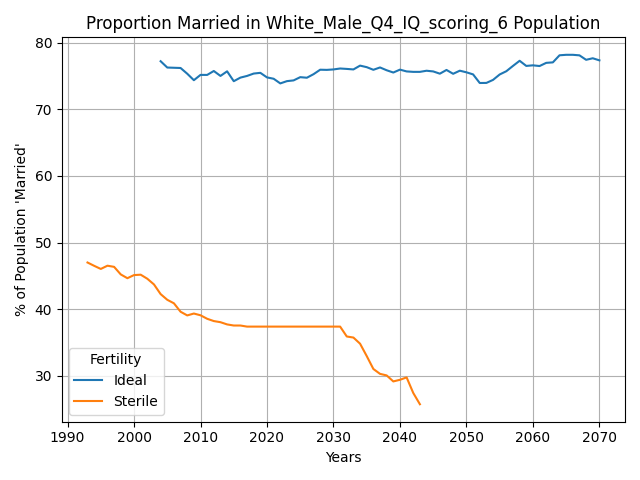 Proportion Married in White_Male_Q4_IQ_scoring_6 Population
% of Population 'Married'
80
70
60
50
40
30
Fertility
Ideal
Sterile
1990 2000 2010 2020 2030 2040 2050 2060 2070
Years